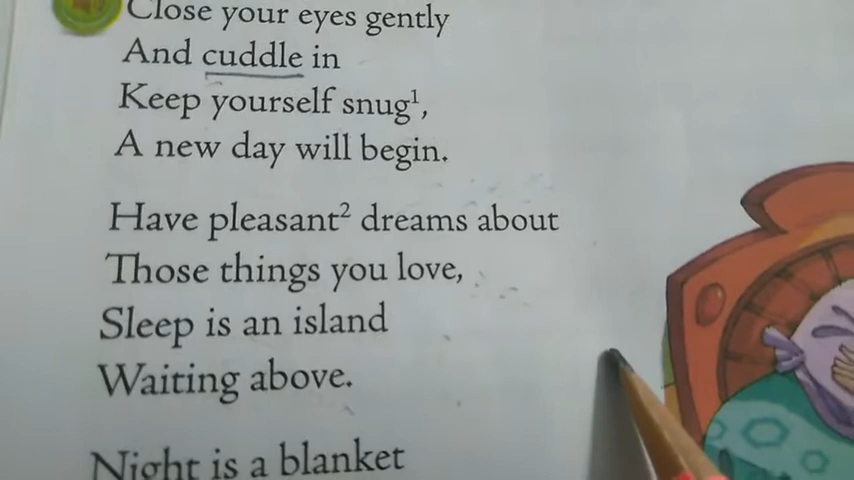 Close your eyes gently
And cuddle in
Keep yourself snug¹,
A new day will begin.
Have pleasant² dreams about
Those things you love,
Sleep is an island
Waiting above.
Night is a blanket